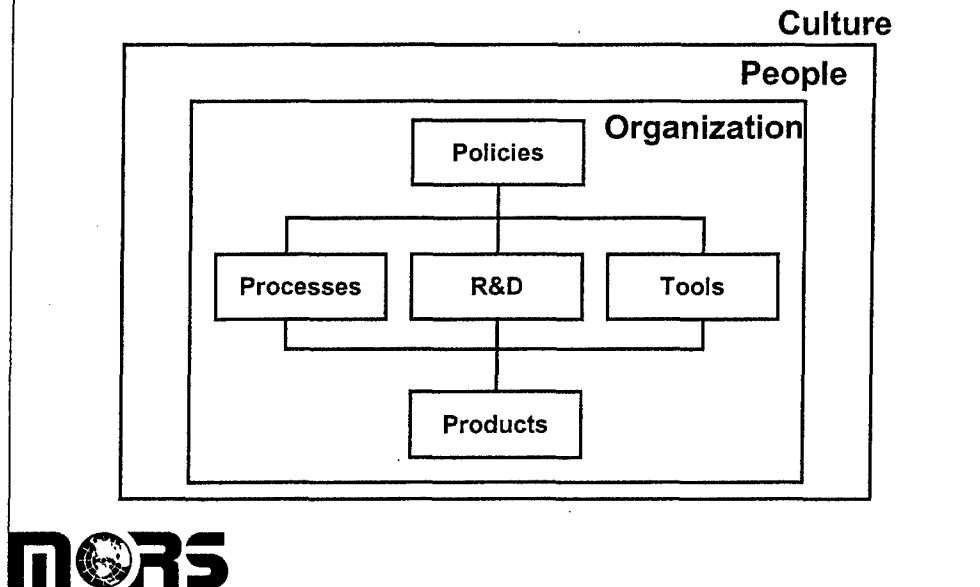 Culture
People
Organization
Policies
Processes R&D Tools
Products
MORS